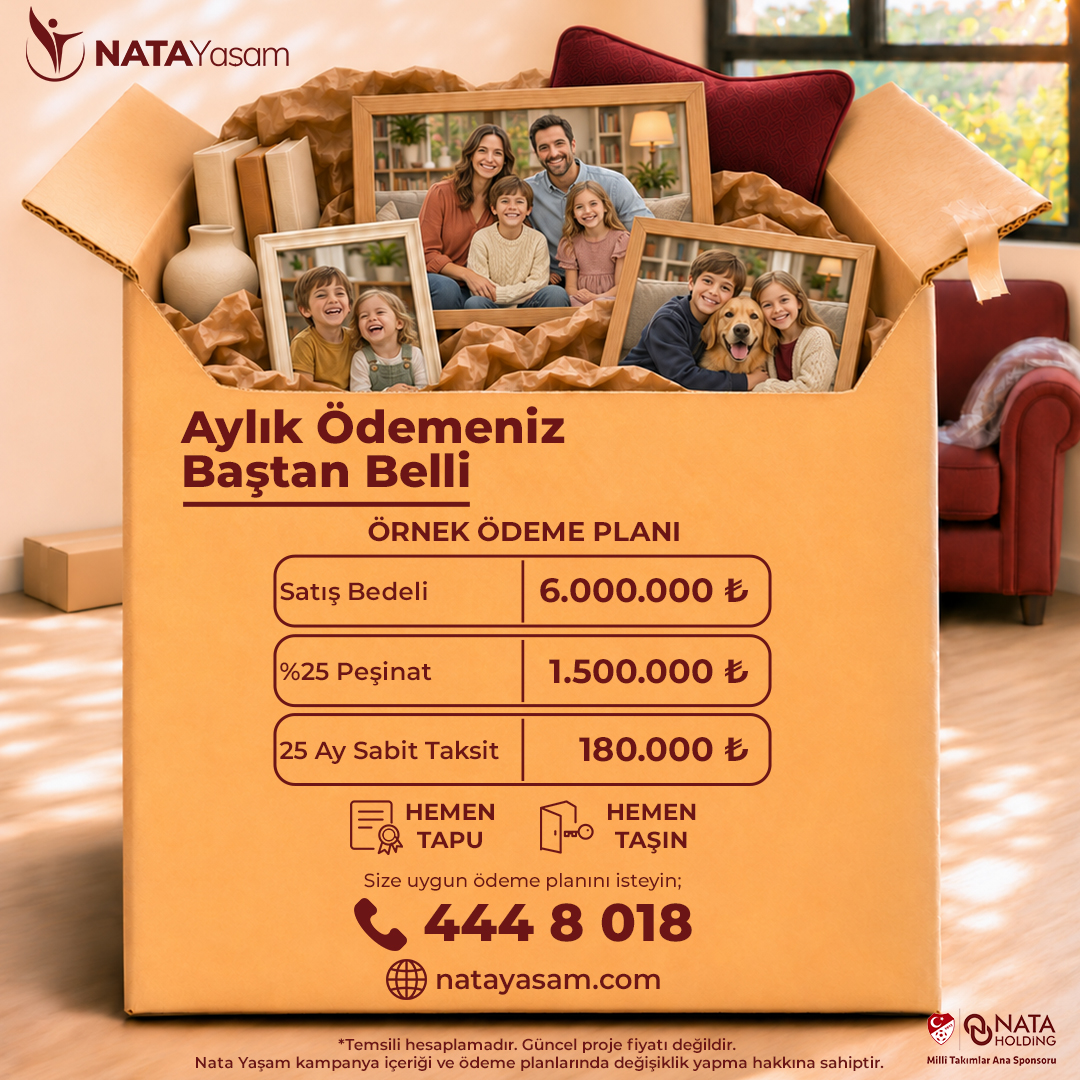 NATAYasam
Aylık Ödemeniz
Baştan Belli
ÖRNEK ÖDEME PLANI
Satış Bedeli 6.000.000 ₺
%25 Peşinat 1.500.000 ₺
25 Ay Sabit Taksit 180.000 ₺
HEMEN TAPU
HEMEN TAŞIN
Size uygun ödeme planını isteyin;
444 8 018
natayasam.com
NATA
HOLDING
Milli Takımlar Ana Sponsoru
*Temsili hesaplamadır. Güncel proje fiyatı değildir.
Nata Yaşam kampanya içeriği ve ödeme planlarında değişiklik yapma hakkına sahiptir.